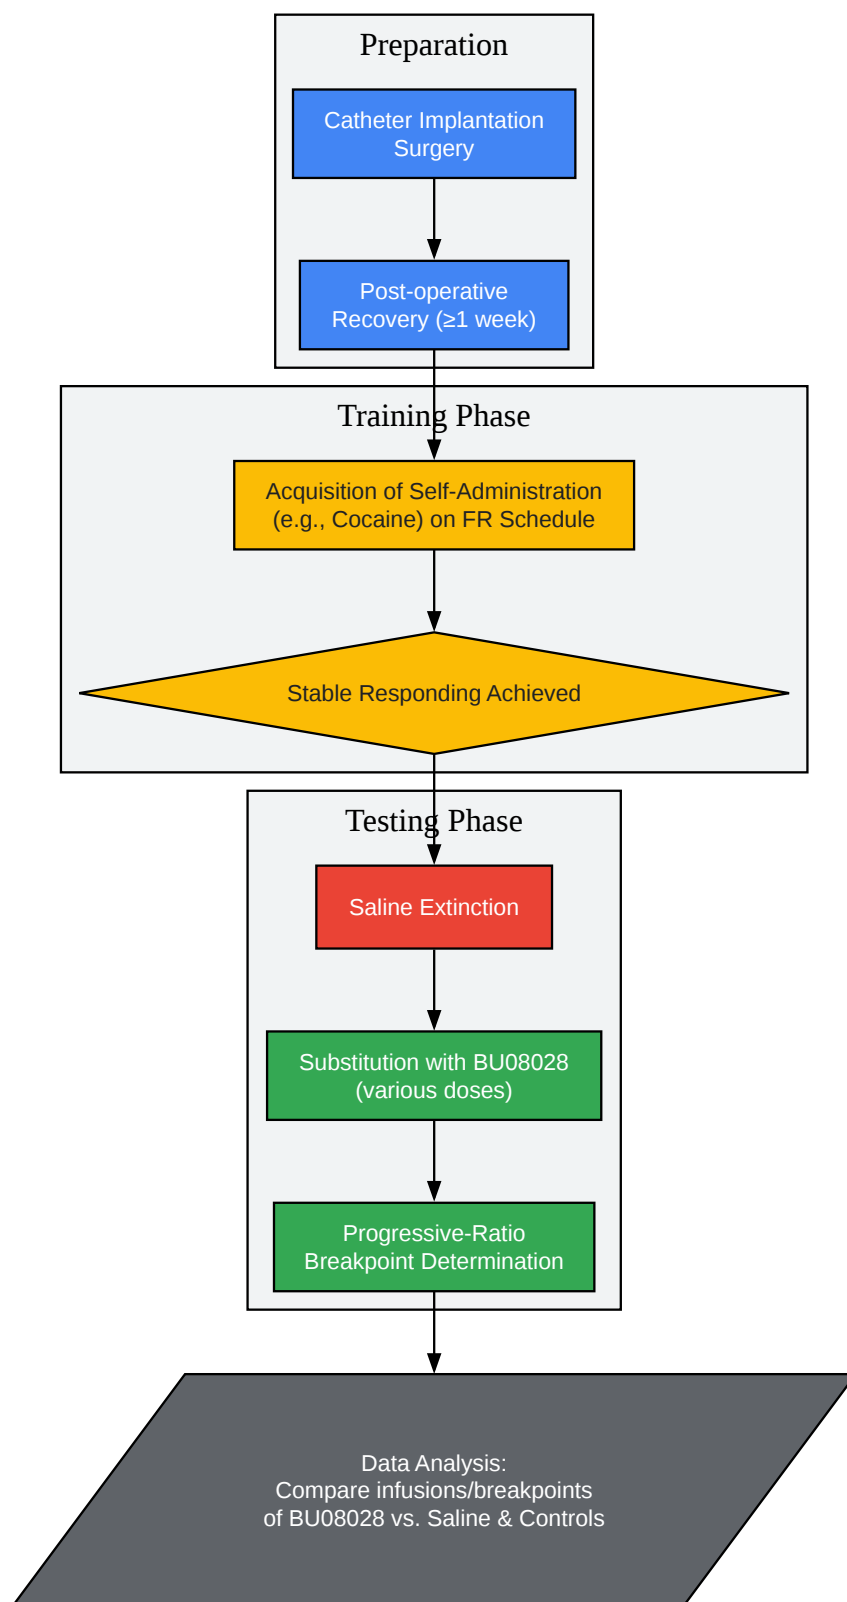 Preparation
Catheter Implantation
Surgery
Post-operative
Recovery (≥1 week)
Training Phase
Acquisition of Self-Administration
(e.g., Cocaine) on FR Schedule
Stable Responding Achieved
Testing Phase
Saline Extinction
Substitution with BU08028
(various doses)
Progressive-Ratio
Breakpoint Determination
Data Analysis:
Compare infusions/breakpoints
of BU08028 vs. Saline & Controls